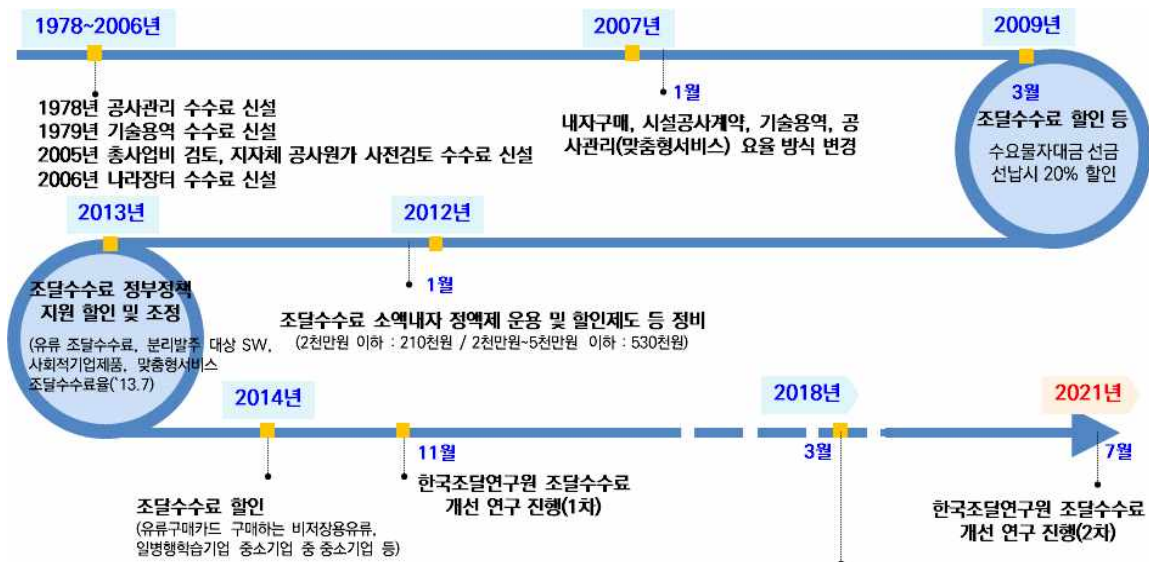 1978~2006년
2007년
2009년
1978년 공사관리 수수료 신설
1979년 기술용역 수수료 신설
2005년 총사업비 검토, 지자체 공사원가 사전검토 수수료 신설
2006년 나라장터 수수료 신설
1월
내자구매, 시설공사계약, 기술용역, 공
사관리(맞춤형서비스) 요율 방식 변경
3월
조달수수료 할인 등
수요물자대금 선금
선납시 20% 할인
2013년
2012년
조달수수료 정부정책
지원 할인 및 조정
(유류 조달수수료, 분리발주 대상 SW,
사회적기업제품, 맞춤형서비스
조달수수료율(`13.7)
1월
조달수수료 소액내자 정액제 운용 및 할인제도 등 정비
(2천만원 이하 : 210천원 / 2천만원~5천만원 이하 : 530천원)
2014년
2018년
2021년
조달수수료 할인
(유류구매카드 구매하는 비저장용유류,
일병행학습기업 중소기업 중 중소기업 등)
11월
한국조달연구원 조달수수료
개선 연구 진행(1차)
3월
7월
한국조달연구원 조달수수료
개선 연구 진행(2차)